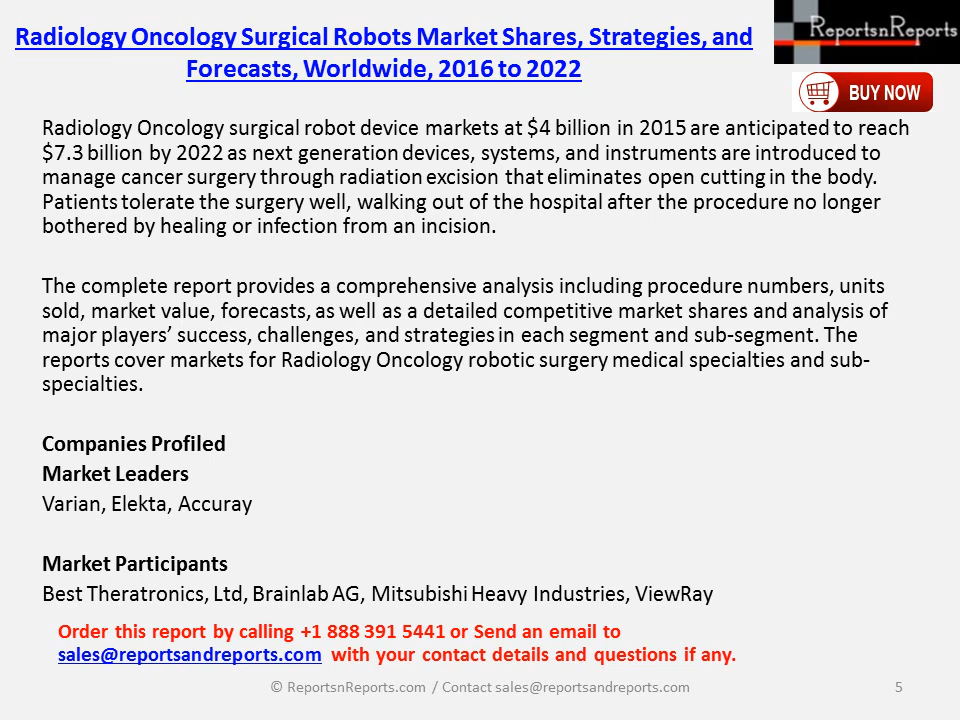 Radiology Oncology Surgical Robots Market Shares, Strategies, and
Forecasts, Worldwide, 2016 to 2022
ReportsnReports
BUY NOW
Radiology Oncology surgical robot device markets at $4 billion in 2015 are anticipated to reach
$7.3 billion by 2022 as next generation devices, systems, and instruments are introduced to
manage cancer surgery through radiation excision that eliminates open cutting in the body.
Patients tolerate the surgery well, walking out of the hospital after the procedure no longer
bothered by healing or infection from an incision.
The complete report provides a comprehensive analysis including procedure numbers, units
sold, market value, forecasts, as well as a detailed competitive market shares and analysis of
major players’ success, challenges, and strategies in each segment and sub-segment. The
reports cover markets for Radiology Oncology robotic surgery medical specialties and sub-
specialties.
Companies Profiled
Market Leaders
Varian, Elekta, Accuray
Market Participants
Best Theratronics, Ltd, Brainlab AG, Mitsubishi Heavy Industries, ViewRay
Order this report by calling +1 888 391 5441 or Send an email to
sales@reportsandreports.com with your contact details and questions if any.
© ReportsnReports.com / Contact sales@reportsandreports.com
5